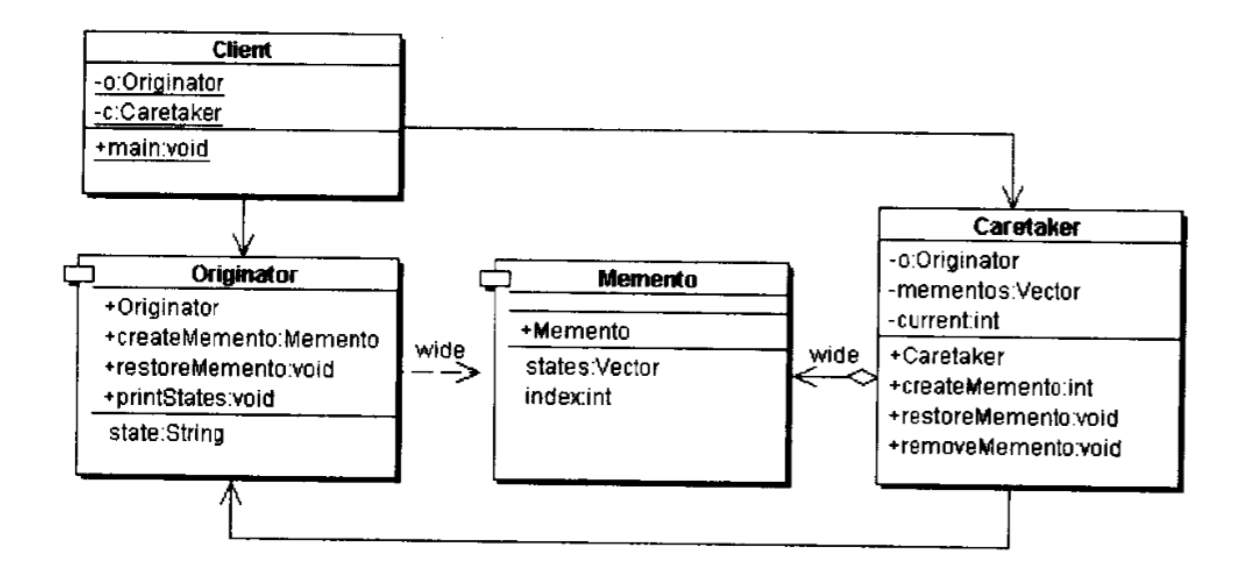 Client
-o:Originator
-c:Caretaker
+main:void
Originator
+Originator
+createMemento:Memento
+restoreMemento:void
+printStates:void
state:String
wide
Memento
+Memento
states:Vector
index:int
wide
Caretaker
-o:Originator
-mementos:Vector
-current:int
+Caretaker
+createMemento:int
+restoreMemento:void
+removeMemento:void